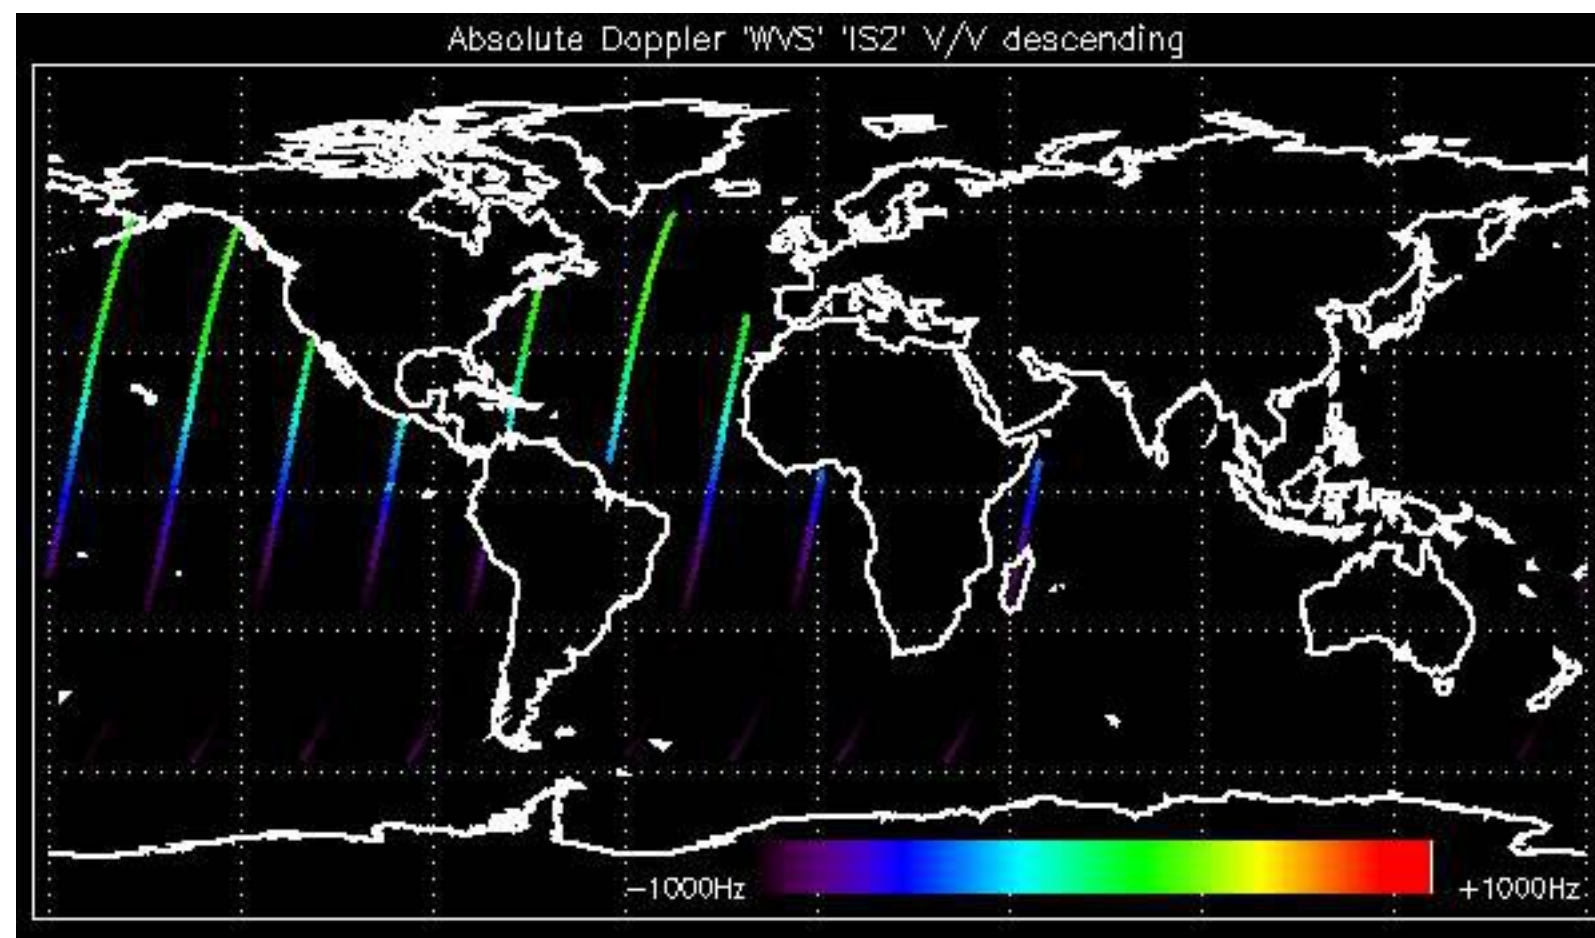 Absolute Doppler 'WVS' 'IS2' V/V descending
−1000Hz +1000Hz